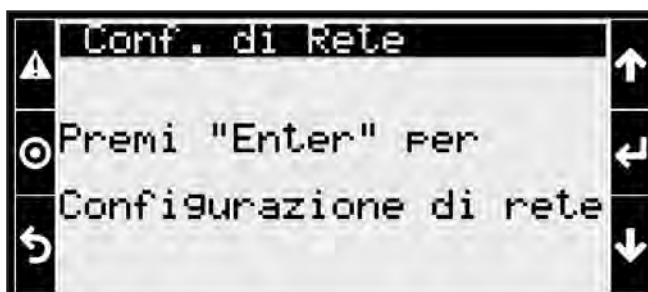 Conf. di Rete
Premi "Enter" per
Configurazione di rete